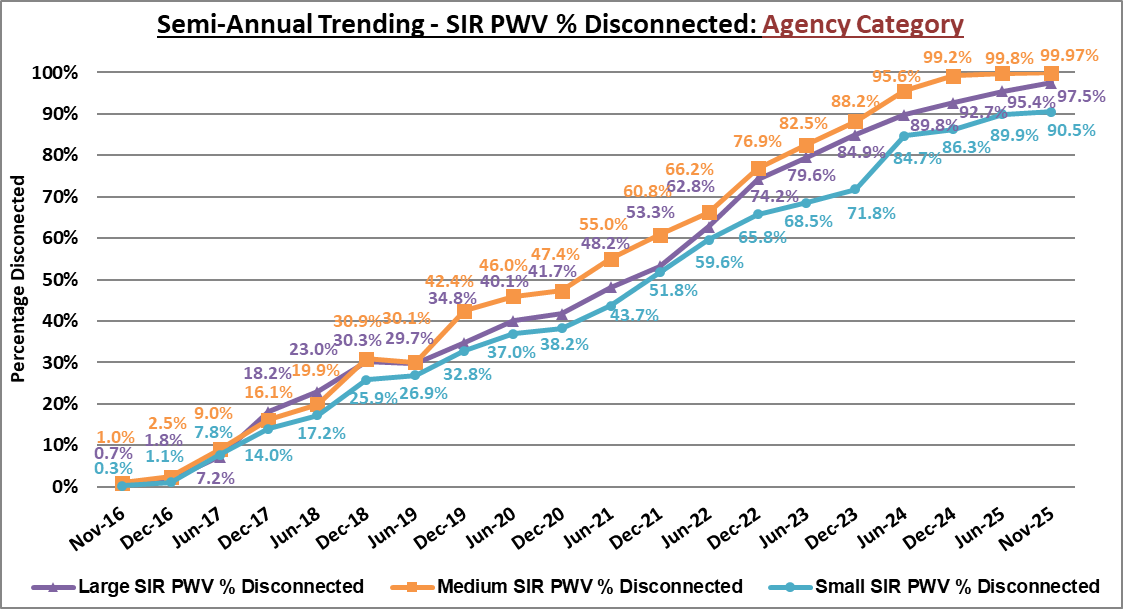 Semi-Annual Trending - SIR PWV % Disconnected: Agency Category
Percentage Disconected
100%
90%
80%
70%
60%
50%
40%
30%
20%
10%
0%
1.0%
2.5%
9.0%
16.1%
19.9%
30.9%
30.1%
42.4%
46.0%
47.4%
55.0%
60.8%
66.2%
76.9%
82.5%
88.2%
95.6%
99.2%
99.8%
99.97%
0.7%
1.8%
7.2%
18.2%
23.0%
30.3%
29.7%
34.8%
40.1%
41.7%
48.2%
53.3%
62.8%
74.2%
79.6%
84.9%
89.8%
92.7%
95.4%
97.5%
0.3%
1.1%
7.8%
14.0%
17.2%
25.9%
26.9%
32.8%
37.0%
38.2%
43.7%
51.8%
59.6%
65.8%
68.5%
71.8%
84.7%
86.3%
89.9%
90.5%
Nov-16
Dec-16
Jun-17
Dec-17
Jun-18
Dec-18
Jun-19
Dec-19
Jun-20
Dec-20
Jun-21
Dec-21
Jun-22
Dec-22
Jun-23
Dec-23
Jun-24
Dec-24
Jun-25
Nov-25
Large SIR PWV % Disconnected
Medium SIR PWV % Disconnected
Small SIR PWV % Disconnected